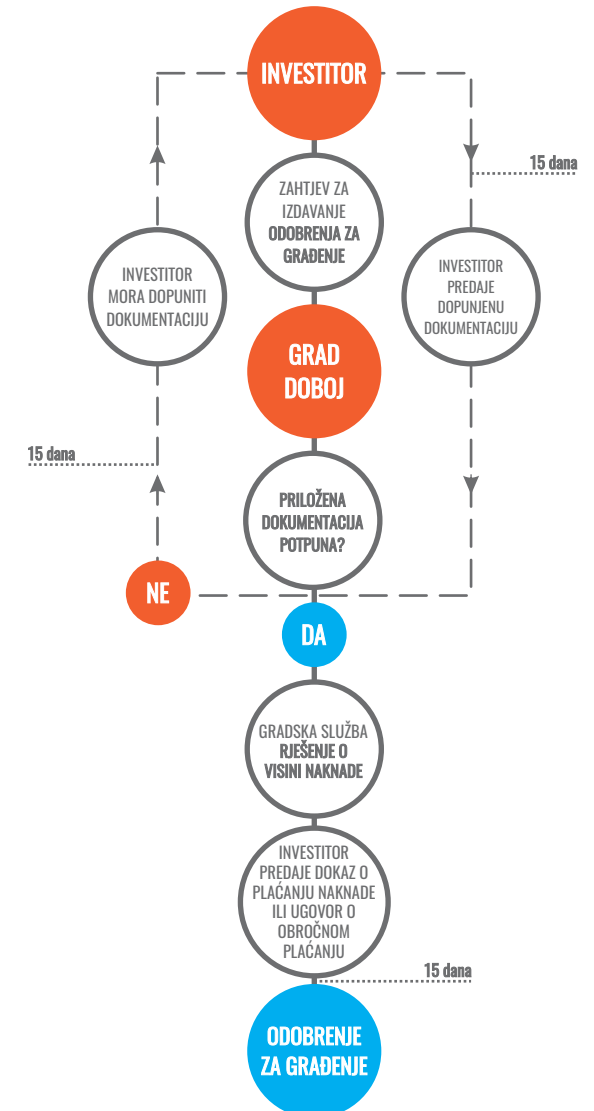 INVESTITOR
15 dana
ZAHTJEV ZA
IZDAVANJE
ODOBRENJA ZA
GRAĐENJE
INVESTITOR
MORA DOPUNITI
DOKUMENTACIJU
INVESTITOR
PREDAJE
DOPUNJENU
DOKUMENTACIJU
GRAD
DOBOJ
15 dana
PRILOŽENA
DOKUMENTACIJA
POTPUNA?
NE
DA
GRADSKA SLUŽBA
RJEŠENJE O
VISINI NAKNADE
INVESTITOR
PREDAJE DOKAZ O
PLAĆANJU NAKNADE
ILI UGOVOR O
OBROČNOM
PLAĆANJU
15 dana
ODOBRENJE
ZA GRAĐENJE